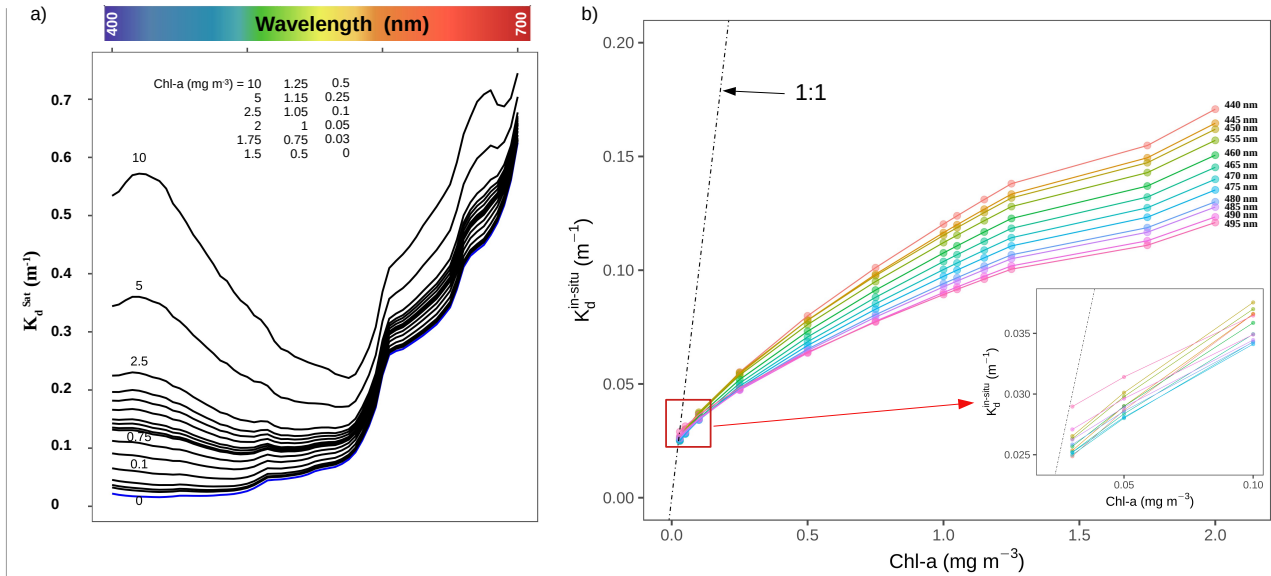 a)
400 Wavelength (nm) 700
Chl-a (mg m-3) = 10 1.25 0.5
5 1.15 0.25
2.5 1.05 0.1
2 1 0.05
1.75 0.75 0.03
1.5 0.5 0
0.7
0.6
0.5
0.4
0.3
0.2
0.1
0
Kd Sat (m-1)
10
5
2.5
0.75
0.1
0
b)
0.20
0.15
0.10
0.05
0.00
Kd in-situ (m−1)
1:1
440 nm
445 nm
450 nm
455 nm
460 nm
465 nm
470 nm
475 nm
480 nm
485 nm
490 nm
495 nm
0.035
0.030
0.025
Kd in-situ (m−1)
0.05 0.10
Chl-a (mg m−3)
0.0 0.5 1.0 1.5 2.0
Chl-a (mg m−3)